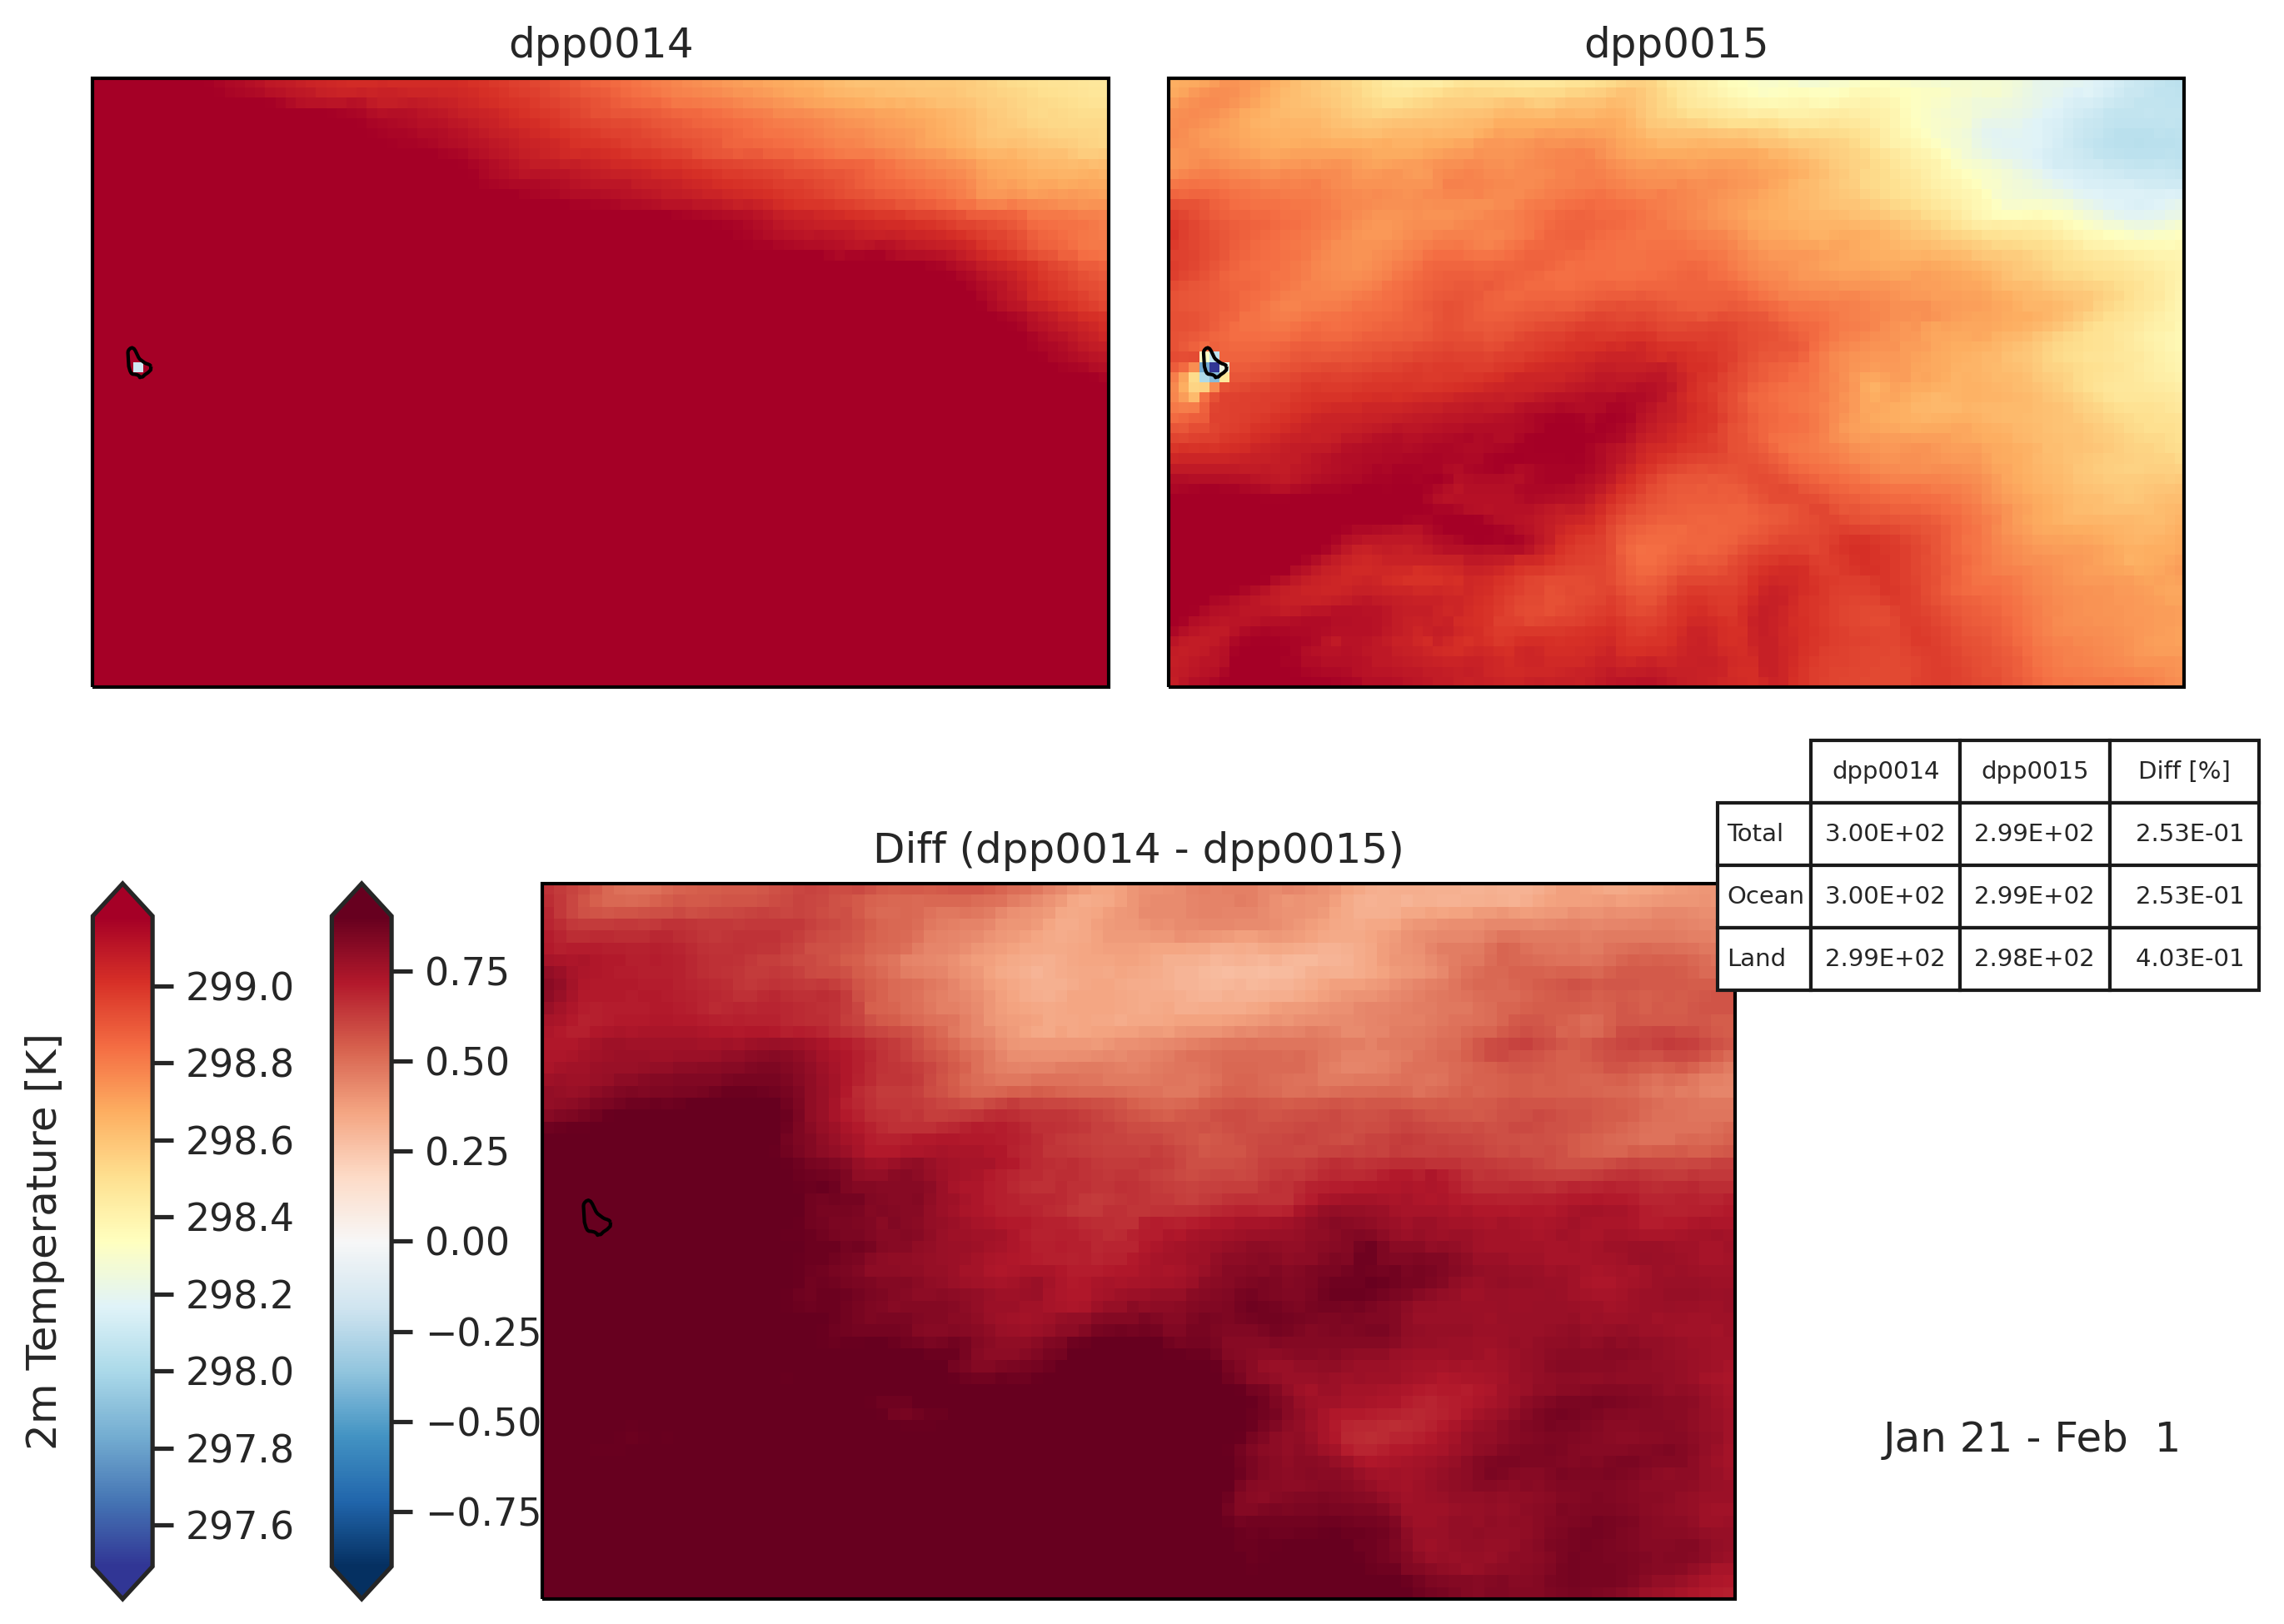 dpp0014
dpp0015
dpp0014 dpp0015 Diff [%]
Total 3.00E+02 2.99E+02 2.53E-01
Ocean 3.00E+02 2.99E+02 2.53E-01
Land 2.99E+02 2.98E+02 4.03E-01
Diff (dpp0014 - dpp0015)
2m Temperature [K]
299.0
298.8
298.6
298.4
298.2
298.0
297.8
297.6
0.75
0.50
0.25
0.00
−0.25
−0.50
−0.75
Jan 21 - Feb  1